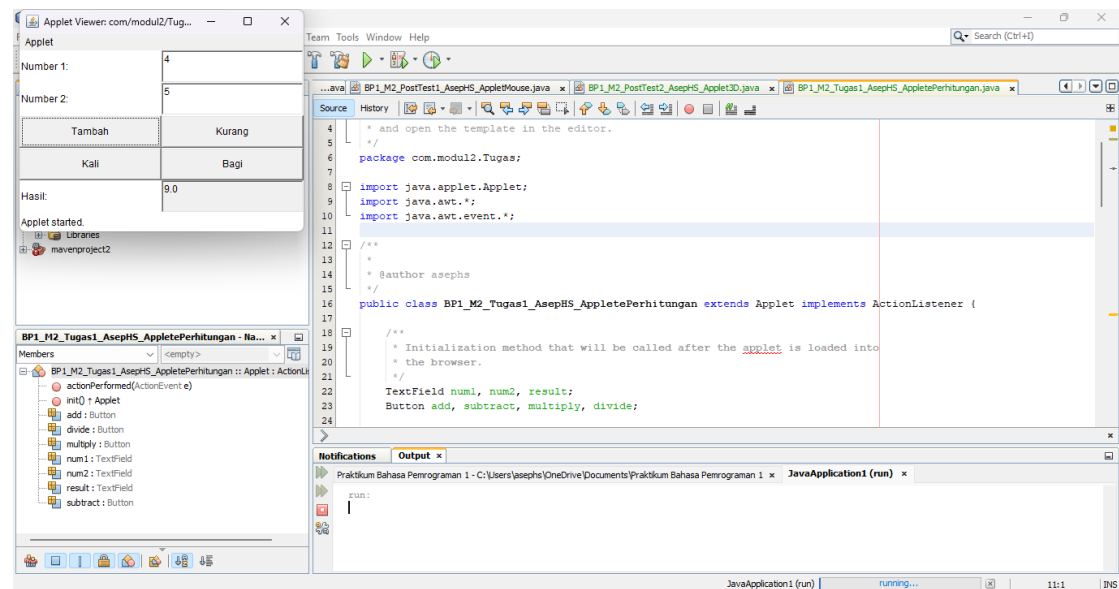 Applet Viewer: com/modul2/Tug...
Applet
Number 1:
4
Number 2:
5
Tambah
Kurang
Kali
Bagi
Hasil:
9.0
Applet started.
Libraries
mavenproject2
Team Tools Window Help
Search (Ctrl+I)
...ava
BP1_M2_PostTest1_AsepHS_AppletMouse.java
BP1_M2_PostTest2_AsepHS_Applet3D.java
BP1_M2_Tugas1_AsepHS_AppletePerhitungan.java
Source History
4 * and open the template in the editor.
5 */
6 package com.modul2.Tugas;
7
8 import java.applet.Applet;
9 import java.awt.*;
10 import java.awt.event.*;
11
12 /**
13 *
14 * @author asephs
15 */
16 public class BP1_M2_Tugas1_AsepHS_AppletePerhitungan extends Applet implements ActionListener {
17
18 /**
19 * Initialization method that will be called after the applet is loaded into
20 * the browser.
21 */
22 TextField num1, num2, result;
23 Button add, subtract, multiply, divide;
24
BP1_M2_Tugas1_AsepHS_AppletePerhitungan - Na...
Members
<empty>
BP1_M2_Tugas1_AsepHS_AppletePerhitungan :: Applet : ActionLi
actionPerformed(ActionEvent e)
init() ↑ Applet
add : Button
divide : Button
multiply : Button
num1 : TextField
num2 : TextField
result : TextField
subtract : Button
Notifications
Output
Praktikum Bahasa Pemrograman 1 - C:\Users\asephs\OneDrive\Documents\Praktikum Bahasa Pemrograman 1
JavaApplication1 (run)
run:
JavaApplication1 (run)
running...
11:1
INS